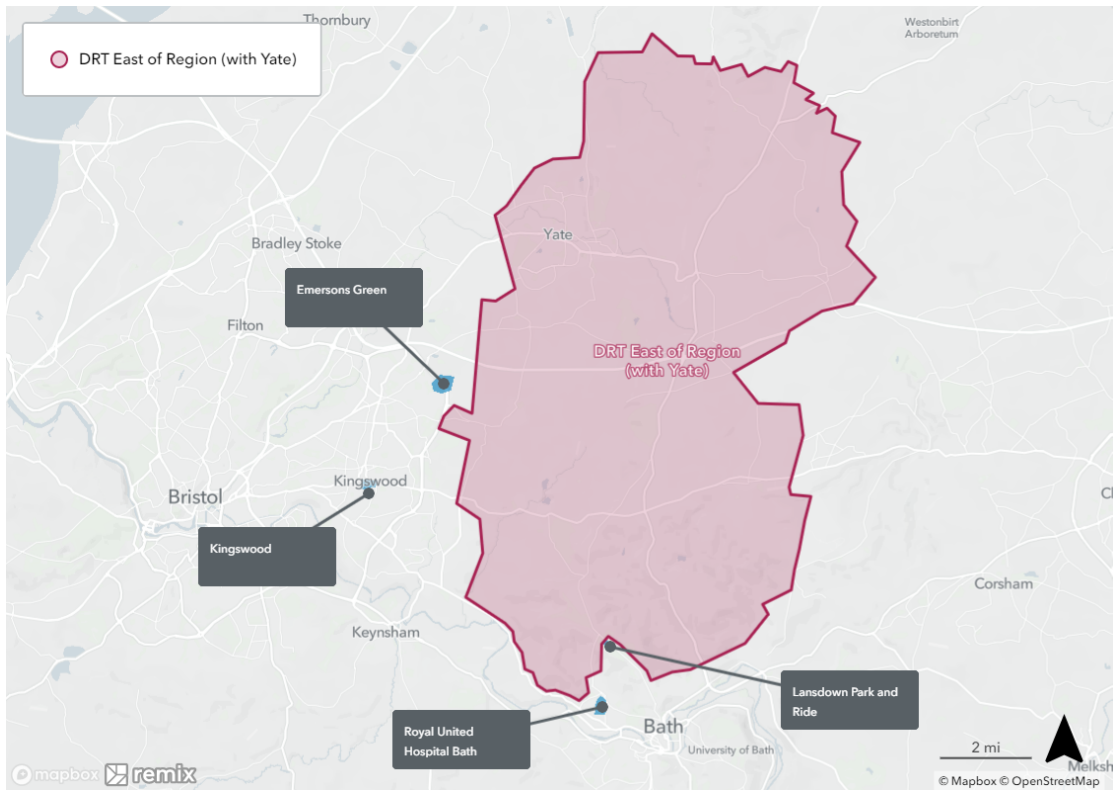 Thornbury
Westonbirt
Arboretum
DRT East of Region (with Yate)
Yate
Bradley Stoke
Emersons Green
Filton
DRT East of Region
(with Yate)
Kingswood
Bristol
Kingswood
Corsham
Keynsham
Lansdown Park and
Ride
Royal United
Hospital Bath
Bath
University of Bath
2 mi
Melksh
mapbox remix
© Mapbox © OpenStreetMap